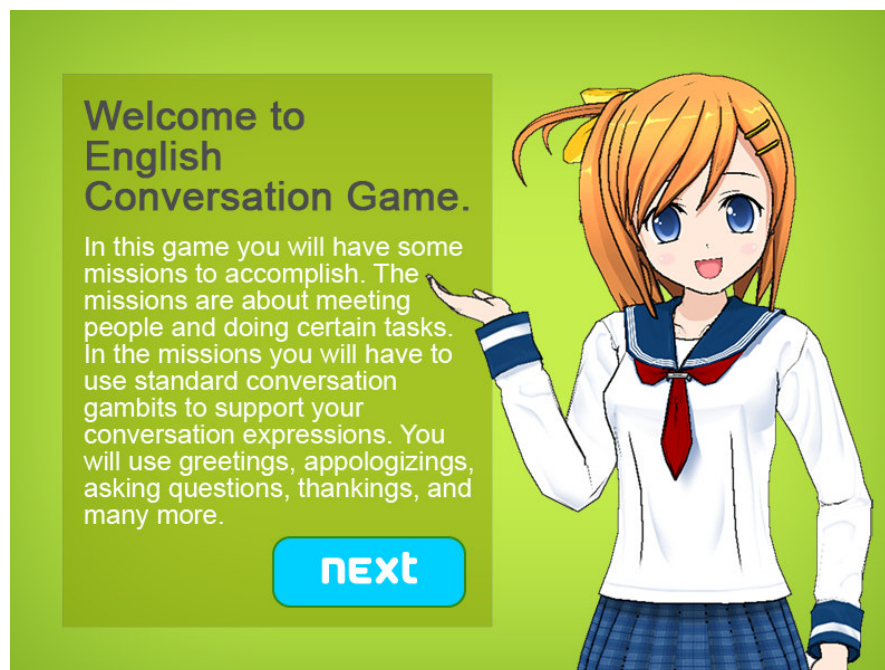 Welcome to
English
Conversation Game.
In this game you will have some
missions to accomplish. The
missions are about meeting
people and doing certain tasks.
In the missions you will have to
use standard conversation
gambits to support your
conversation expressions. You
will use greetings, appologizings,
asking questions, thankings, and
many more.
next